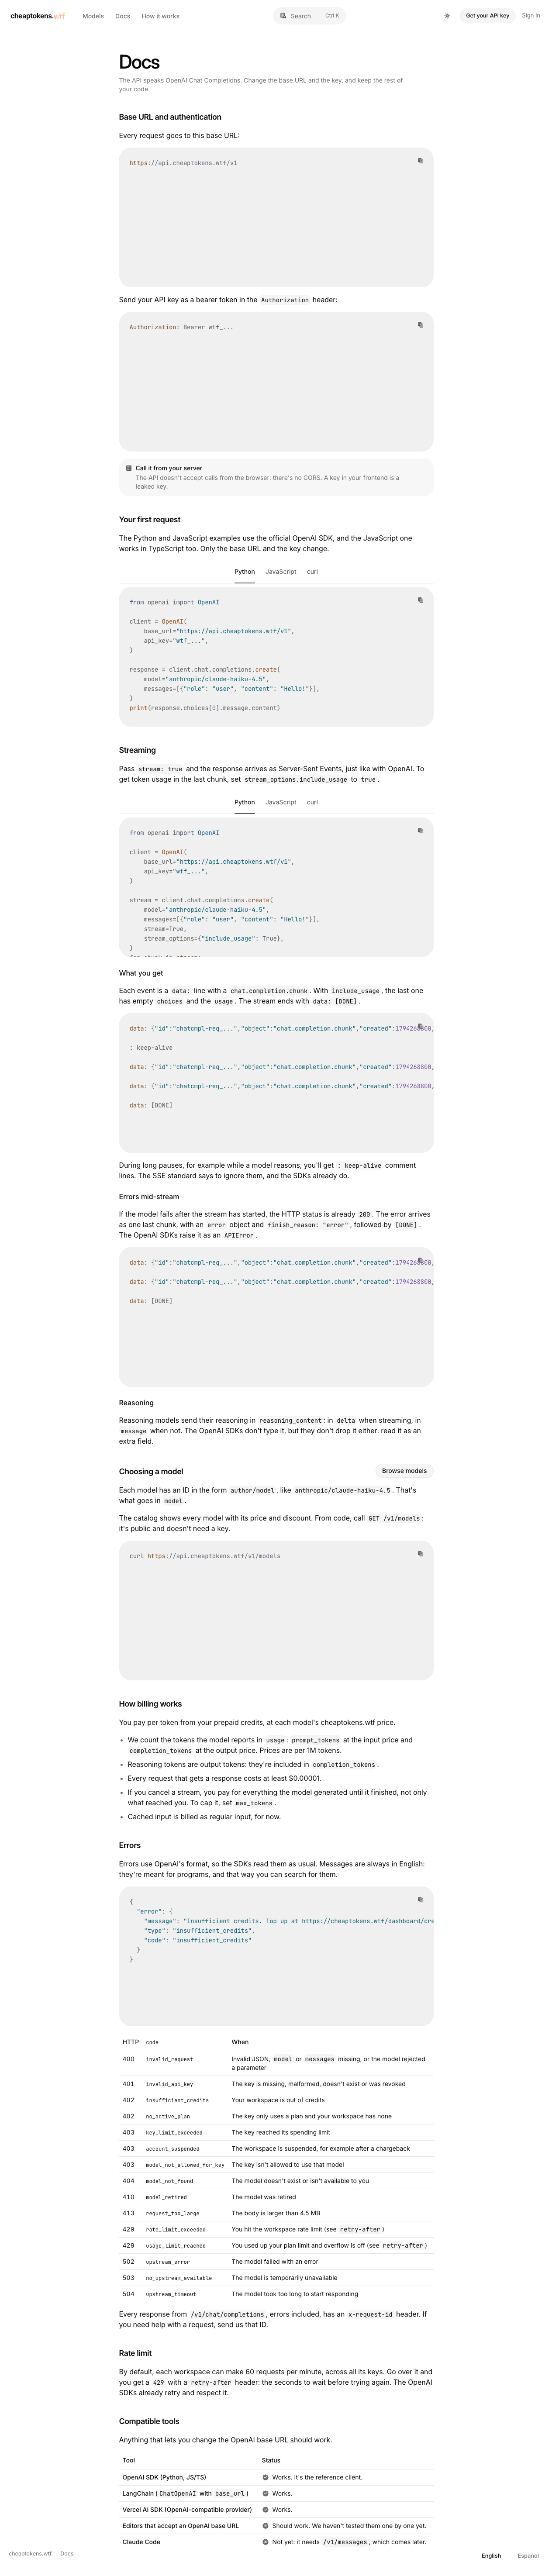 cheaptokens.wtf
Models
Docs
How it works
Search
Ctrl K
Get your API key
Sign in
Docs
The API speaks OpenAI Chat Completions. Change the base URL and the key, and keep the rest of
your code.
Base URL and authentication
Every request goes to this base URL:
https://api.cheaptokens.wtf/v1
Send your API key as a bearer token in the Authorization header:
Authorization: Bearer wtf_...
Call it from your server
The API doesn't accept calls from the browser: there's no CORS. A key in your frontend is a
leaked key.
Your first request
The Python and JavaScript examples use the official OpenAI SDK, and the JavaScript one
works in TypeScript too. Only the base URL and the key change.
Python
JavaScript
curl
from openai import OpenAI
client = OpenAI(
base_url="https://api.cheaptokens.wtf/v1",
api_key="wtf_...",
)
response = client.chat.completions.create(
model="anthropic/claude-haiku-4.5",
messages=[{"role": "user", "content": "Hello!"}],
)
print(response.choices[0].message.content)
Streaming
Pass stream: true and the response arrives as Server-Sent Events, just like with OpenAI. To
get token usage in the last chunk, set stream_options.include_usage to true.
Python
JavaScript
curl
from openai import OpenAI
client = OpenAI(
base_url="https://api.cheaptokens.wtf/v1",
api_key="wtf_...",
)
stream = client.chat.completions.create(
model="anthropic/claude-haiku-4.5",
messages=[{"role": "user", "content": "Hello!"}],
stream=True,
stream_options={"include_usage": True},
)
What you get
Each event is a data: line with a chat.completion.chunk. With include_usage, the last one
has empty choices and the usage. The stream ends with data: [DONE].
data: {"id":"chatcmpl-req_...","object":"chat.completion.chunk","created":1794268800,
: keep-alive
data: {"id":"chatcmpl-req_...","object":"chat.completion.chunk","created":1794268800,
data: {"id":"chatcmpl-req_...","object":"chat.completion.chunk","created":1794268800,
data: [DONE]
During long pauses, for example while a model reasons, you'll get : keep-alive comment
lines. The SSE standard says to ignore them, and the SDKs already do.
Errors mid-stream
If the model fails after the stream has started, the HTTP status is already 200. The error arrives
as one last chunk, with an error object and finish_reason: "error", followed by [DONE].
The OpenAI SDKs raise it as an APIError.
data: {"id":"chatcmpl-req_...","object":"chat.completion.chunk","created":1794268800,
data: {"id":"chatcmpl-req_...","object":"chat.completion.chunk","created":1794268800,
data: [DONE]
Reasoning
Reasoning models send their reasoning in reasoning_content: in delta when streaming, in
message when not. The OpenAI SDKs don't type it, but they don't drop it either: read it as an
extra field.
Choosing a model
Browse models
Each model has an ID in the form author/model, like anthropic/claude-haiku-4.5. That's
what goes in model.
The catalog shows every model with its price and discount. From code, call GET /v1/models:
it's public and doesn't need a key.
curl https://api.cheaptokens.wtf/v1/models
How billing works
You pay per token from your prepaid credits, at each model's cheaptokens.wtf price.
• We count the tokens the model reports in usage: prompt_tokens at the input price and
completion_tokens at the output price. Prices are per 1M tokens.
• Reasoning tokens are output tokens: they're included in completion_tokens.
• Every request that gets a response costs at least $0.00001.
• If you cancel a stream, you pay for everything the model generated until it finished, not only
what reached you. To cap it, set max_tokens.
• Cached input is billed as regular input, for now.
Errors
Errors use OpenAI's format, so the SDKs read them as usual. Messages are always in English:
they're meant for programs, and that way you can search for them.
{
"error": {
"message": "Insufficient credits. Top up at https://cheaptokens.wtf/dashboard/cre
"type": "insufficient_credits",
"code": "insufficient_credits"
}
}
HTTP code When
400 invalid_request Invalid JSON, model or messages missing, or the model rejected
a parameter
401 invalid_api_key The key is missing, malformed, doesn't exist or was revoked
402 insufficient_credits Your workspace is out of credits
402 no_active_plan The key only uses a plan and your workspace has none
403 key_limit_exceeded The key reached its spending limit
403 account_suspended The workspace is suspended, for example after a chargeback
403 model_not_allowed_for_key The key isn't allowed to use that model
404 model_not_found The model doesn't exist or isn't available to you
410 model_retired The model was retired
413 request_too_large The body is larger than 4.5 MB
429 rate_limit_exceeded You hit the workspace rate limit (see retry-after)
429 usage_limit_reached You used up your plan limit and overflow is off (see retry-after)
502 upstream_error The model failed with an error
503 no_upstream_available The model is temporarily unavailable
504 upstream_timeout The model took too long to start responding
Every response from /v1/chat/completions, errors included, has an x-request-id header. If
you need help with a request, send us that ID.
Rate limit
By default, each workspace can make 60 requests per minute, across all its keys. Go over it and
you get a 429 with a retry-after header: the seconds to wait before trying again. The OpenAI
SDKs already retry and respect it.
Compatible tools
Anything that lets you change the OpenAI base URL should work.
Tool Status
OpenAI SDK (Python, JS/TS) Works. It's the reference client.
LangChain (ChatOpenAI with base_url) Works.
Vercel AI SDK (OpenAI-compatible provider) Works.
Editors that accept an OpenAI base URL Should work. We haven't tested them one by one yet.
Claude Code Not yet: it needs /v1/messages, which comes later.
cheaptokens.wtf
Docs
English
Español